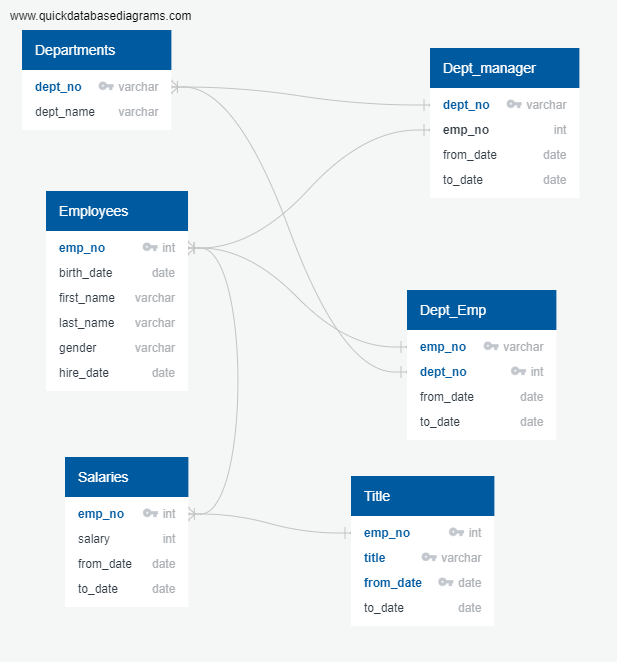 www.quickdatabasediagrams.com
Departments
dept_no varchar
dept_name varchar
Dept_manager
dept_no varchar
emp_no int
from_date date
to_date date
Employees
emp_no int
birth_date date
first_name varchar
last_name varchar
gender varchar
hire_date date
Dept_Emp
emp_no varchar
dept_no int
from_date date
to_date date
Salaries
emp_no int
salary int
from_date date
to_date date
Title
emp_no int
title varchar
from_date date
to_date date